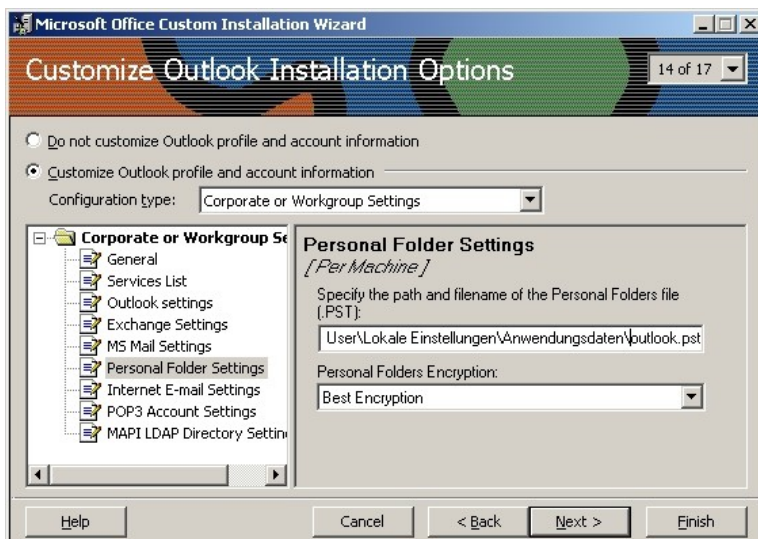 Microsoft Office Custom Installation Wizard
Customize Outlook Installation Options
14 of 17
Do not customize Outlook profile and account information
Customize Outlook profile and account information
Configuration type:
Corporate or Workgroup Settings
Corporate or Workgroup Se
General
Services List
Outlook settings
Exchange Settings
MS Mail Settings
Personal Folder Settings
Internet E-mail Settings
POP3 Account Settings
MAPI LDAP Directory Settin
Personal Folder Settings
[Per Machine]
Specify the path and filename of the Personal Folders file
(.PST):
User\Lokale Einstellungen\Anwendungsdaten\outlook.pst
Personal Folders Encryption:
Best Encryption
Help
Cancel
< Back
Next >
Finish